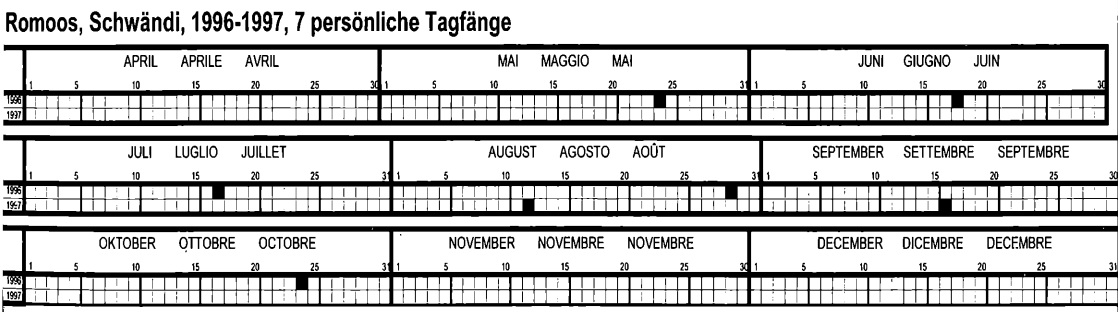 Romoos, Schwändi, 1996-1997, 7 persönliche Tagfänge
APRIL APRILE AVRIL MAI MAGGIO MAI JUNI GIUGNO JUIN
1 5 10 15 20 25 30 1 5 10 15 20 25 31 1 5 10 15 20 25 30
1996
1997
JULI LUGLIO JUILLET AUGUST AGOSTO AOÛT SEPTEMBER SETTEMBRE SEPTEMBRE
1 5 10 15 20 25 31 1 5 10 15 20 25 31 1 5 10 15 20 25 30
1996
1997
OKTOBER OTTOBRE OCTOBRE NOVEMBER NOVEMBRE NOVEMBRE DECEMBER DICEMBRE DECEMBRE
1 5 10 15 20 25 31 1 5 10 15 20 25 30 1 5 10 15 20 25 31
1996
1997